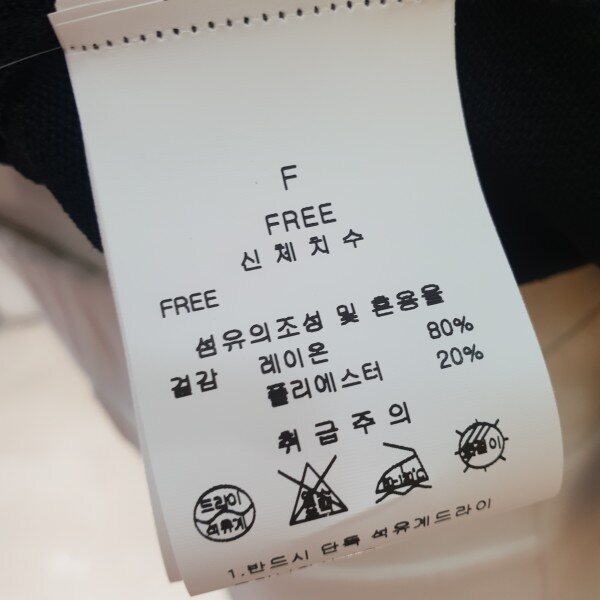 F
FREE
신체치수
FREE
섬유의조성 및 혼용율
겉감 레이온 80%
폴리에스터 20%
취급주의
드라이
석유계
1.반드시 단독 석유계드라이